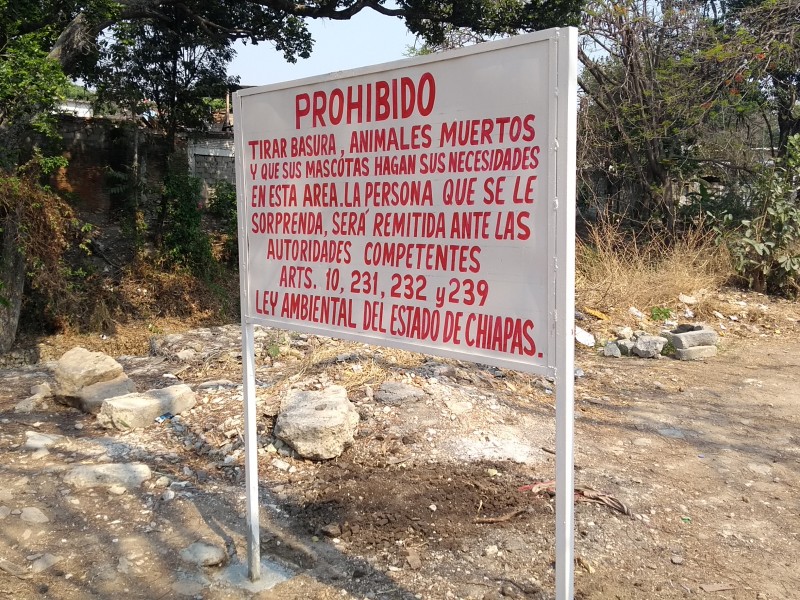 PROHIBIDO
TIRAR BASURA, ANIMALES MUERTOS
Y QUE SUS MASCOTAS HAGAN SUS NECESIDADES
EN ESTA AREA. LA PERSONA QUE SE LE
SORPRENDA, SERÁ REMITIDA ANTE LAS
AUTORIDADES COMPETENTES
ARTS. 10, 231, 232 y 239
LEY AMBIENTAL DEL ESTADO DE CHIAPAS.